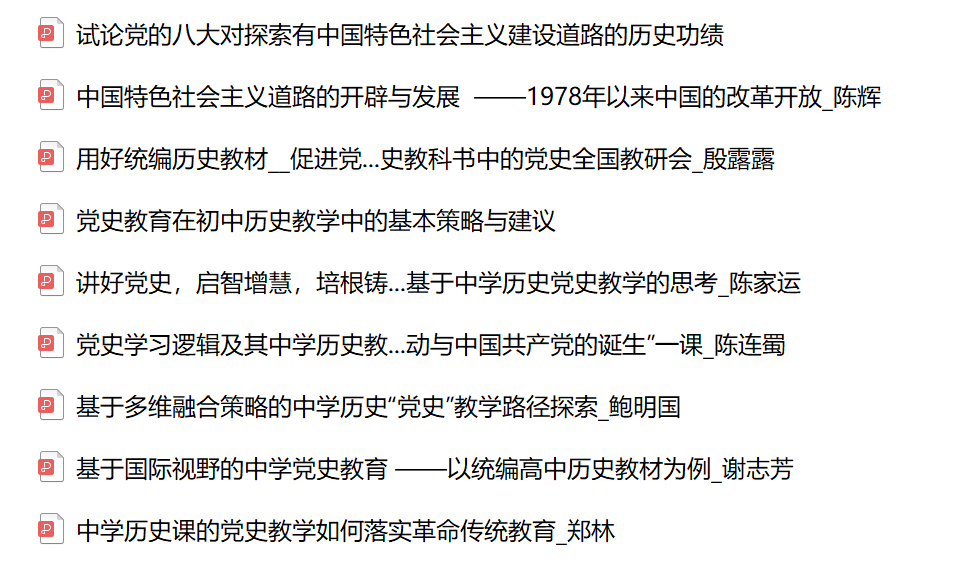 试论党的八大对探索有中国特色社会主义建设道路的历史功绩
中国特色社会主义道路的开辟与发展 ——1978年以来中国的改革开放_陈辉
用好统编历史教材__促进党...史教科书中的党史全国教研会_殷露露
党史教育在初中历史教学中的基本策略与建议
讲好党史，启智增慧，培根铸...基于中学历史党史教学的思考_陈家运
党史学习逻辑及其中学历史教...动与中国共产党的诞生”一课_陈连蜀
基于多维融合策略的中学历史“党史”教学路径探索_鲍明国
基于国际视野的中学党史教育 ——以统编高中历史教材为例_谢志芳
中学历史课的党史教学如何落实革命传统教育_郑林